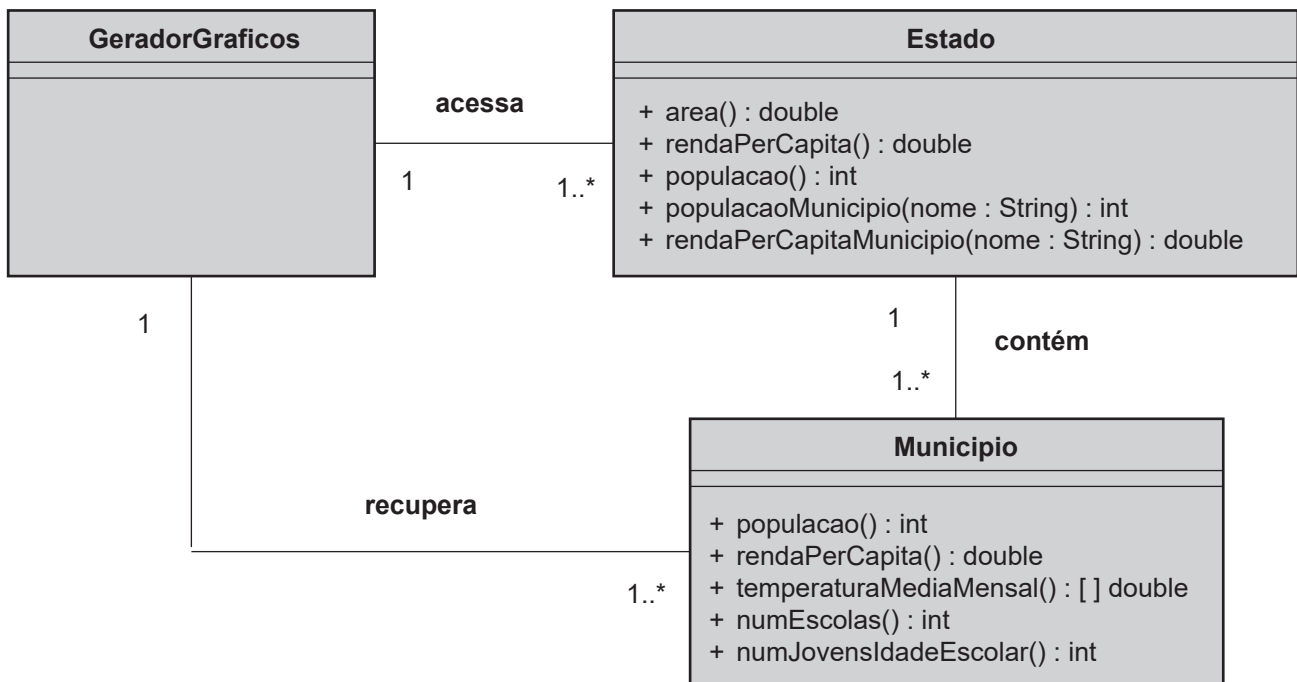 GeradorGraficos
Estado
acessa
+ area() : double
+ rendaPerCapita() : double
+ populacao() : int
+ populacaoMunicipio(nome : String) : int
+ rendaPerCapitaMunicipio(nome : String) : double
1
1..*
1
1
contém
1..*
Municipio
recupera
+ populacao() : int
+ rendaPerCapita() : double
+ temperaturaMediaMensal() : [ ] double
+ numEscolas() : int
+ numJovensIdadeEscolar() : int
1..*